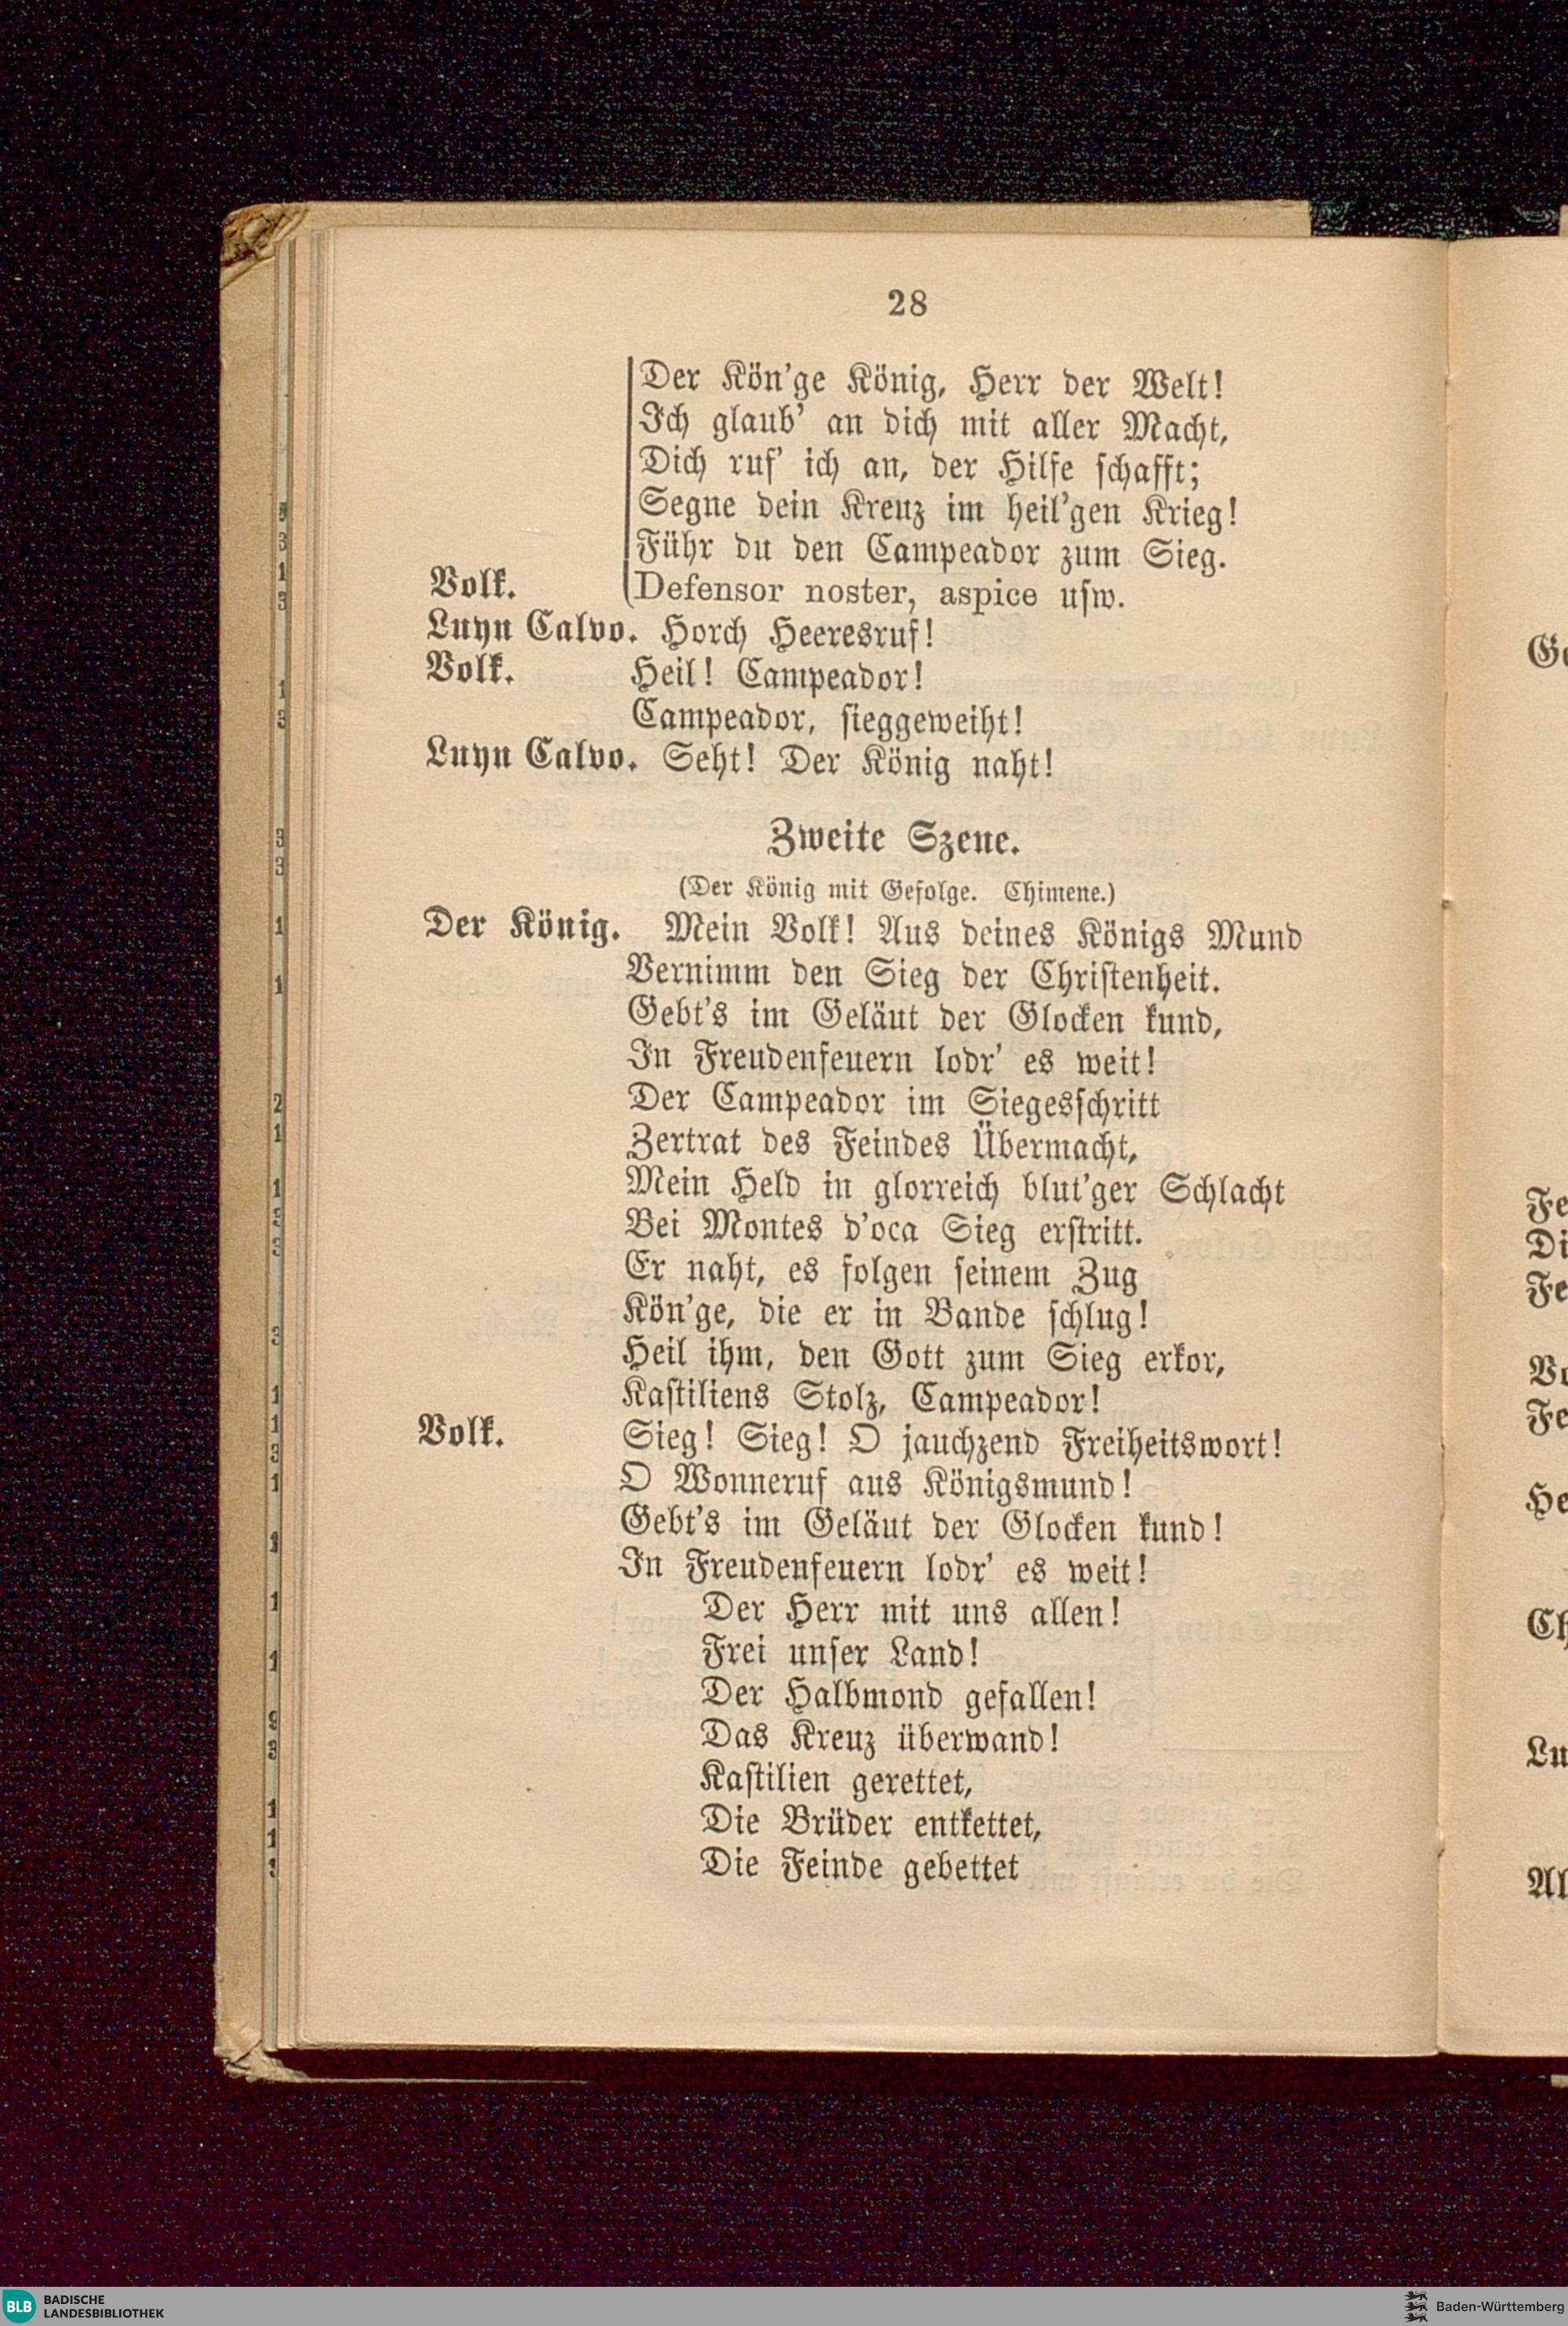 28
Der Kön'ge König, Herr der Welt!
Ich glaub' an dich mit aller Macht,
Dich ruf' ich an, der Hilfe schafft;
Segne dein Kreuz im heil'gen Krieg!
Führ du den Campeador zum Sieg.
Volk. Defensor noster, aspice usw.
Luyn Calvo. Horch Heeresruf!
Volk. Heil! Campeador!
Campeador, sieggeweiht!
Luyn Calvo. Seht! Der König naht!
Zweite Szene.
(Der König mit Gefolge. Chimene.)
Der König. Mein Volk! Aus deines Königs Mund
Vernimm den Sieg der Christenheit.
Gebt's im Geläut der Glocken kund,
In Freudenfeuern lodr' es weit!
Der Campeador im Siegesschritt
Zertrat des Feindes Übermacht,
Mein Held in glorreich blut'ger Schlacht
Bei Montes d'oca Sieg erstritt.
Er naht, es folgen seinem Zug
Kön'ge, die er in Bande schlug!
Heil ihm, den Gott zum Sieg erkor,
Kastiliens Stolz, Campeador!
Volk. Sieg! Sieg! O jauchzend Freiheitswort!
O Wonneruf aus Königsmund!
Gebt's im Geläut der Glocken kund!
In Freudenfeuern lodr' es weit!
Der Herr mit uns allen!
Frei unser Land!
Der Halbmond gefallen!
Das Kreuz überwand!
Kastilien gerettet,
Die Brüder entkettet,
Die Feinde gebettet
BLB BADISCHE
LANDESBIBLIOTHEK
Baden-Württemberg